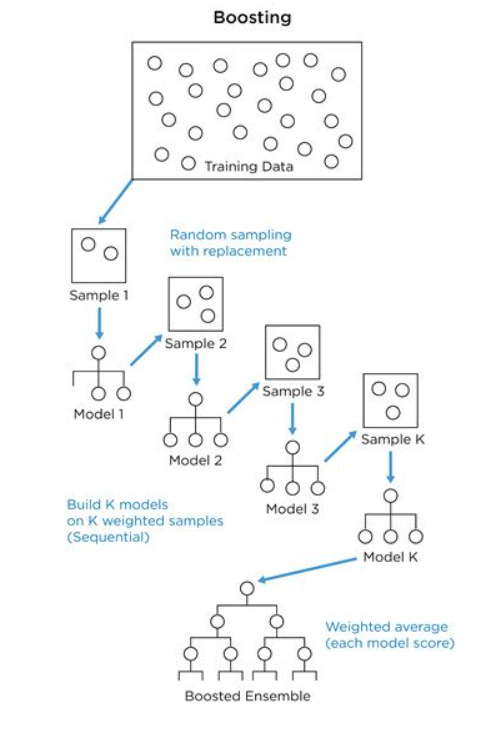 Boosting
Training Data
Random sampling
with replacement
Sample 1
Sample 2
Sample 3
Model 1
Sample K
Model 2
Build K models
on K weighted samples
(Sequential)
Model 3
Model K
Weighted average
(each model score)
Boosted Ensemble